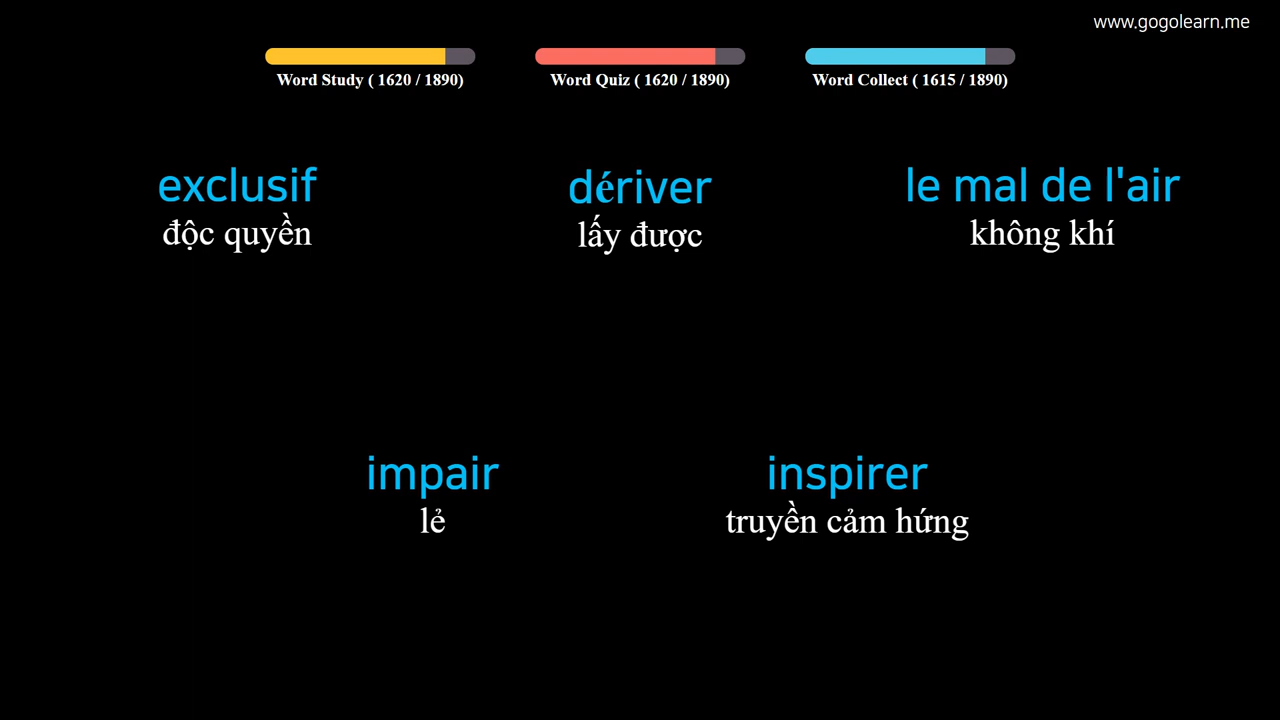 www.gogolearn.me
Word Study ( 1620 / 1890)
Word Quiz ( 1620 / 1890)
Word Collect ( 1615 / 1890)
exclusif
độc quyền
dériver
lấy được
le mal de l'air
không khí
impair
lẻ
inspirer
truyền cảm hứng